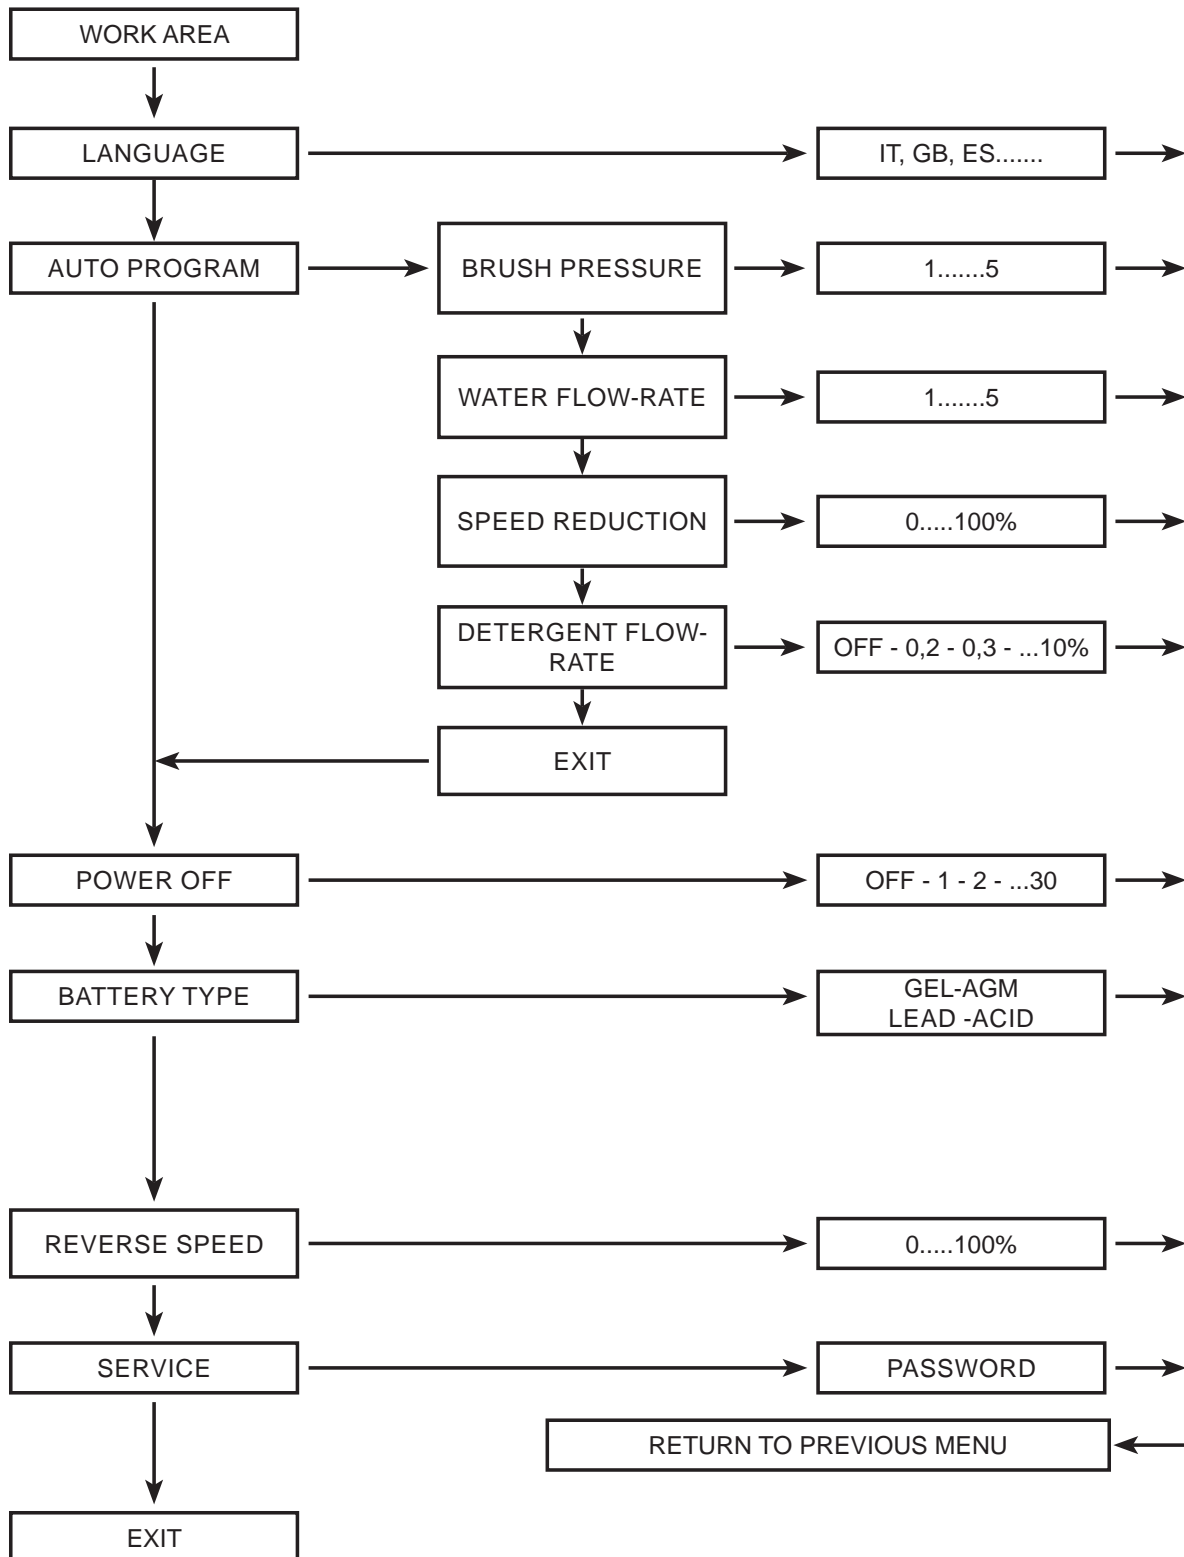 WORK AREA
LANGUAGE
IT, GB, ES.......
AUTO PROGRAM
BRUSH PRESSURE
1.......5
WATER FLOW-RATE
1.......5
SPEED REDUCTION
0.....100%
DETERGENT FLOW-
RATE
OFF - 0,2 - 0,3 - ...10%
EXIT
POWER OFF
OFF - 1 - 2 - ...30
BATTERY TYPE
GEL-AGM
LEAD -ACID
REVERSE SPEED
0.....100%
SERVICE
PASSWORD
RETURN TO PREVIOUS MENU
EXIT